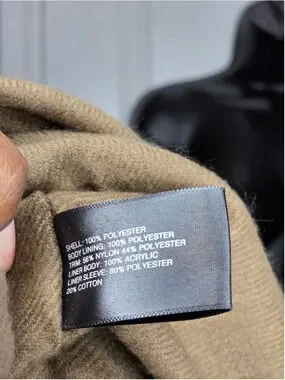 SHELL: 100% POLYESTER
BODY LINING: 100% POLYESTER
TRIM: 56% NYLON 44% POLYESTER
LINER BODY: 100% ACRYLIC
LINER SLEEVE: 80% POLYESTER
20% COTTON